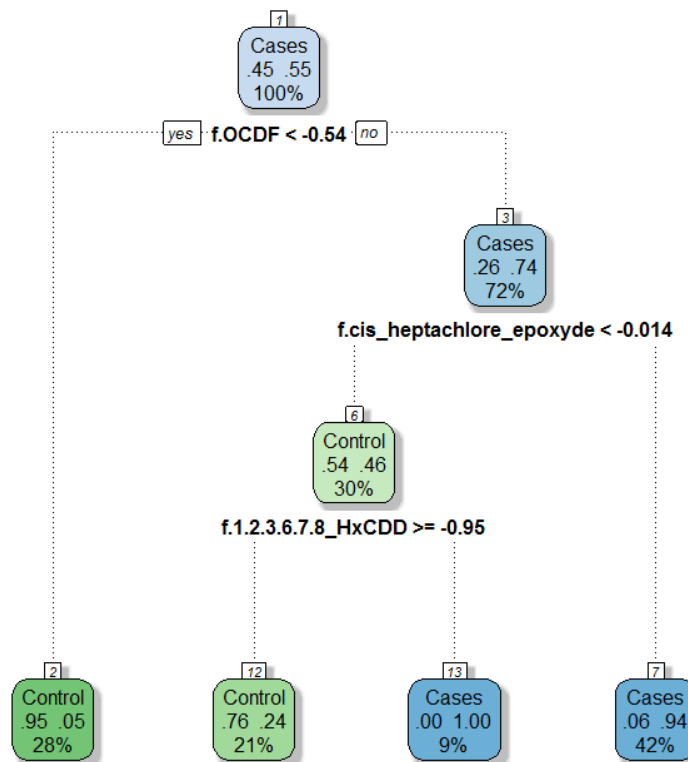 1
Cases
.45 .55
100%
yes f.OCDF < -0.54 no
3
Cases
.26 .74
72%
f.cis_heptachlore_epoxyde < -0.014
6
Control
.54 .46
30%
f.1.2.3.6.7.8_HxCDD >= -0.95
2
Control
.95 .05
28%
12
Control
.76 .24
21%
13
Cases
.00 1.00
9%
7
Cases
.06 .94
42%